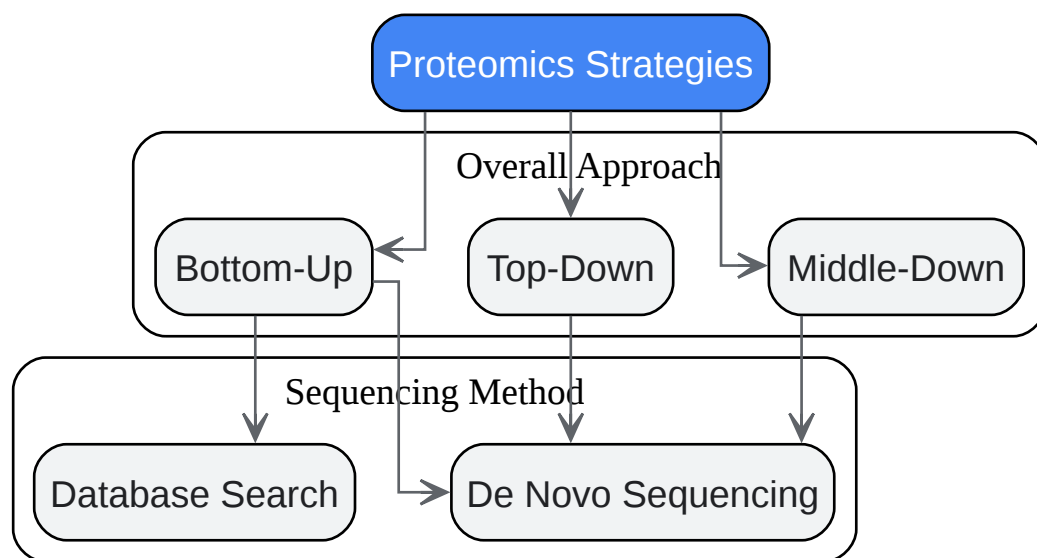 Proteomics Strategies
Overall Approach
Bottom-Up
Top-Down
Middle-Down
Sequencing Method
Database Search
De Novo Sequencing